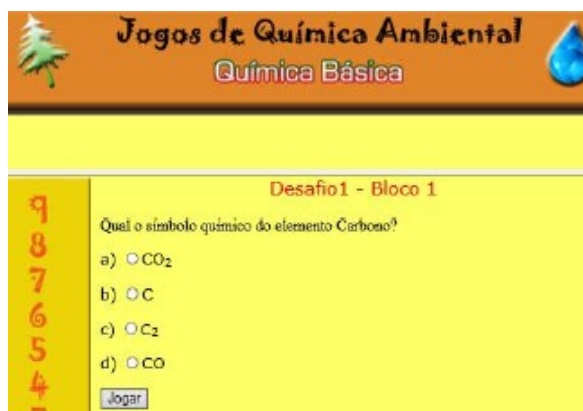 Jogos de Química Ambiental
Química Básica
Desafio1 - Bloco 1
Qual o símbolo químico do elemento Carbono?
a) CO₂
b) C
c) C₂
d) CO
Jogar
9
8
7
6
5
4